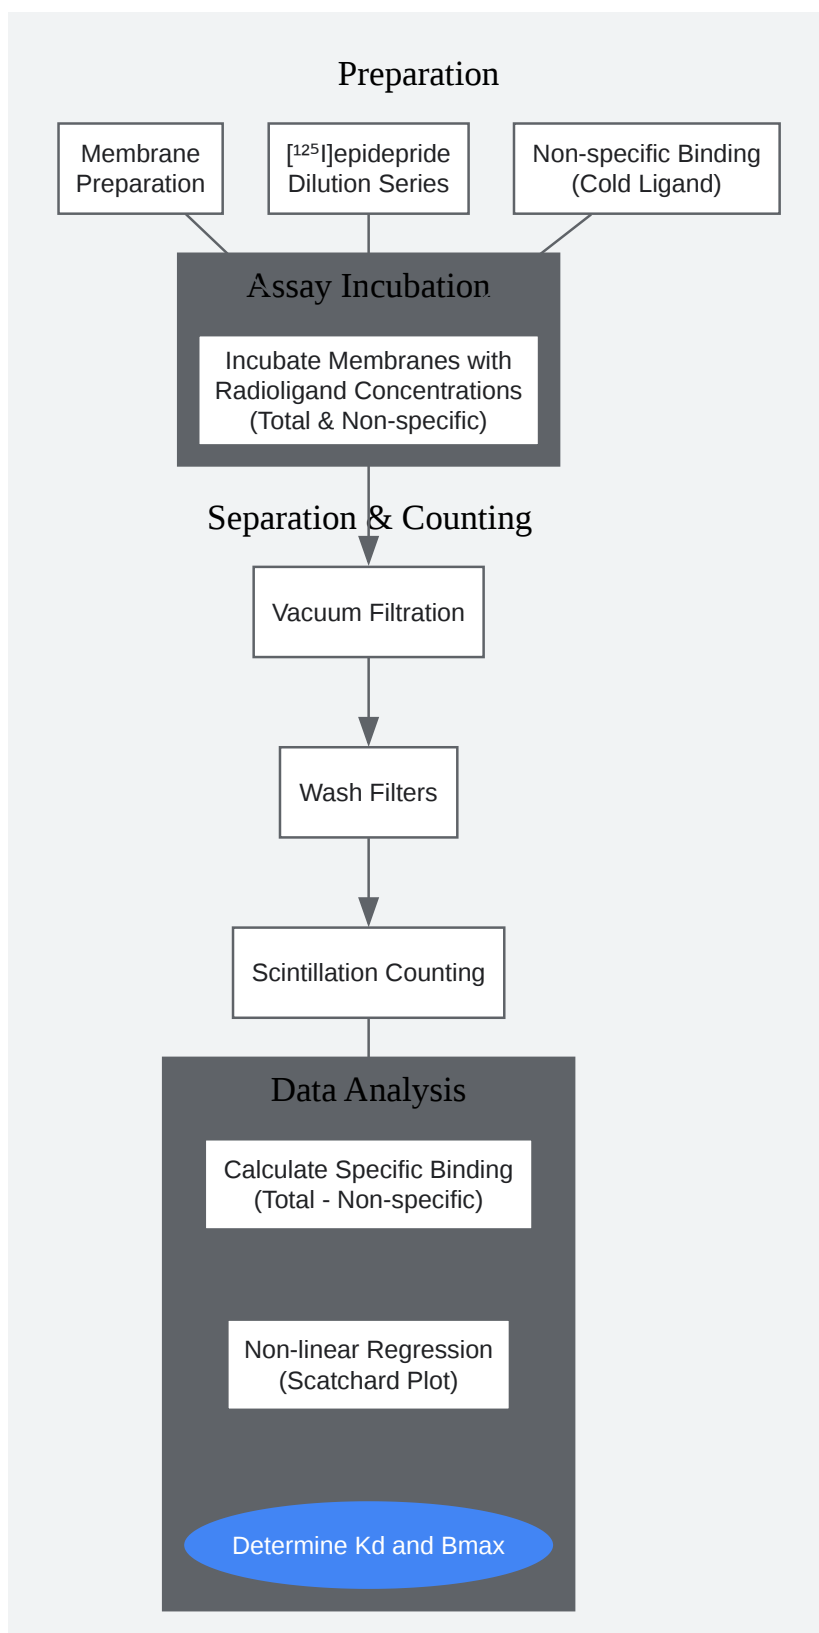 Preparation
Membrane
Preparation
[¹²⁵I]epidepride
Dilution Series
Non-specific Binding
(Cold Ligand)
Assay Incubation
Incubate Membranes with
Radioligand Concentrations
(Total & Non-specific)
Separation & Counting
Vacuum Filtration
Wash Filters
Scintillation Counting
Data Analysis
Calculate Specific Binding
(Total - Non-specific)
Non-linear Regression
(Scatchard Plot)
Determine Kd and Bmax